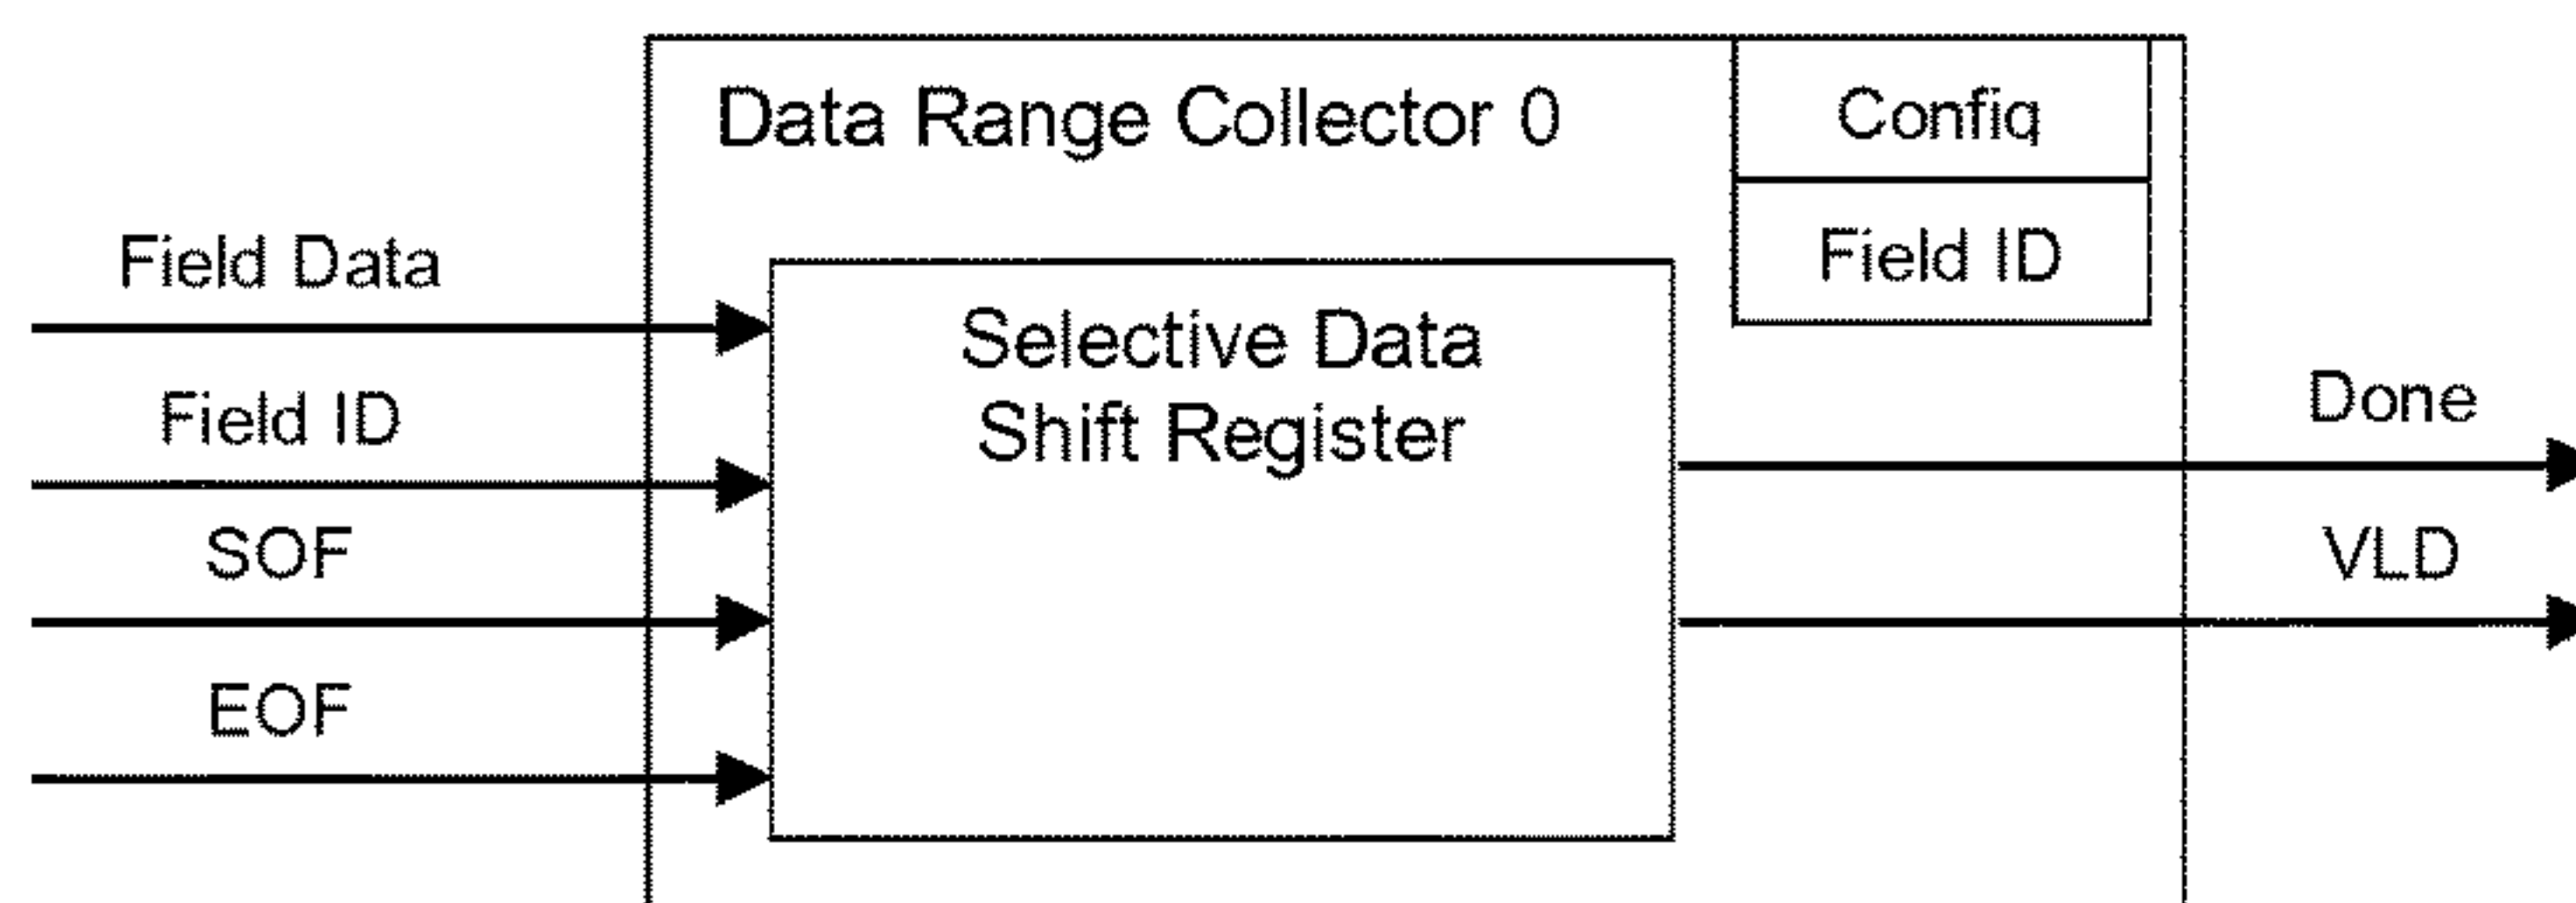 Data Range Collector 0
Config
Field ID
Field Data
Field ID
SOF
EOF
Selective Data
Shift Register
Done
VLD